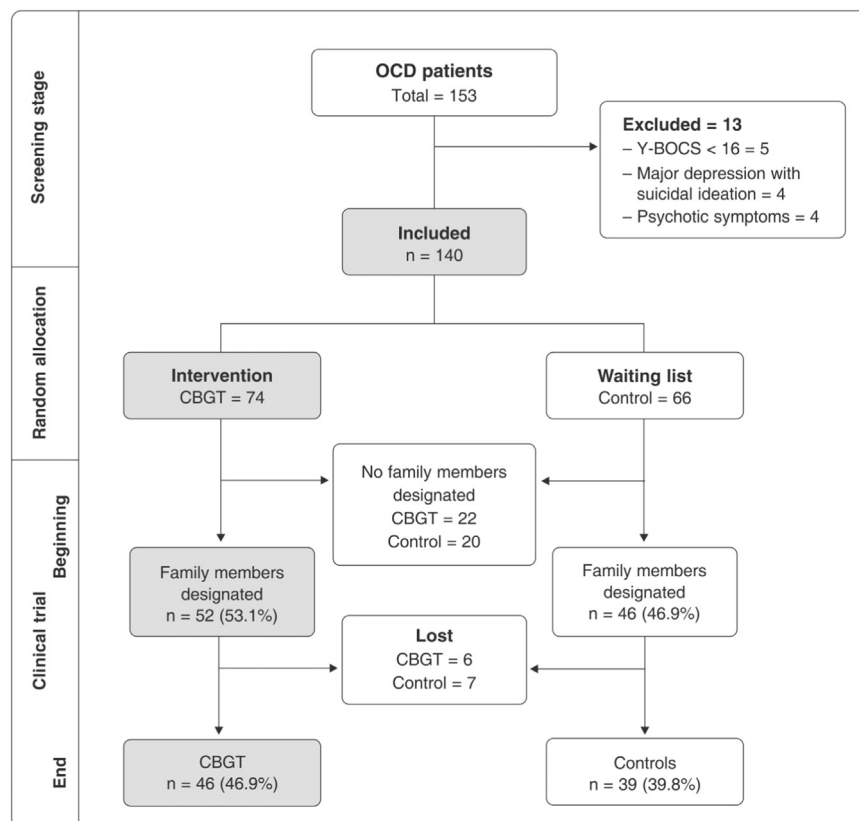 Screening stage
OCD patients
Total = 153
Excluded = 13
– Y-BOCS < 16 = 5
– Major depression with
suicidal ideation = 4
– Psychotic symptoms = 4
Included
n = 140
Random allocation
Intervention
CBGT = 74
Waiting list
Control = 66
Clinical trial
Beginning
No family members
designated
CBGT = 22
Control = 20
Family members
designated
n = 52 (53.1%)
Family members
designated
n = 46 (46.9%)
Lost
CBGT = 6
Control = 7
End
CBGT
n = 46 (46.9%)
Controls
n = 39 (39.8%)